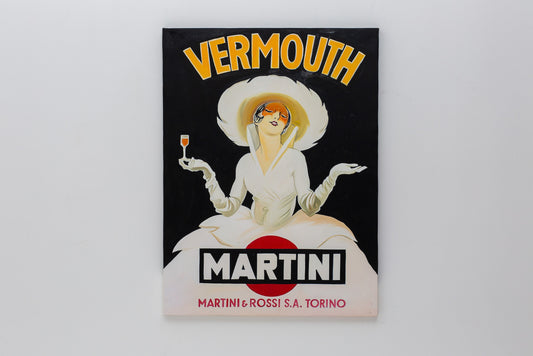 VERMOUTH
MARTINI
MARTINI & ROSSI S.A. TORINO